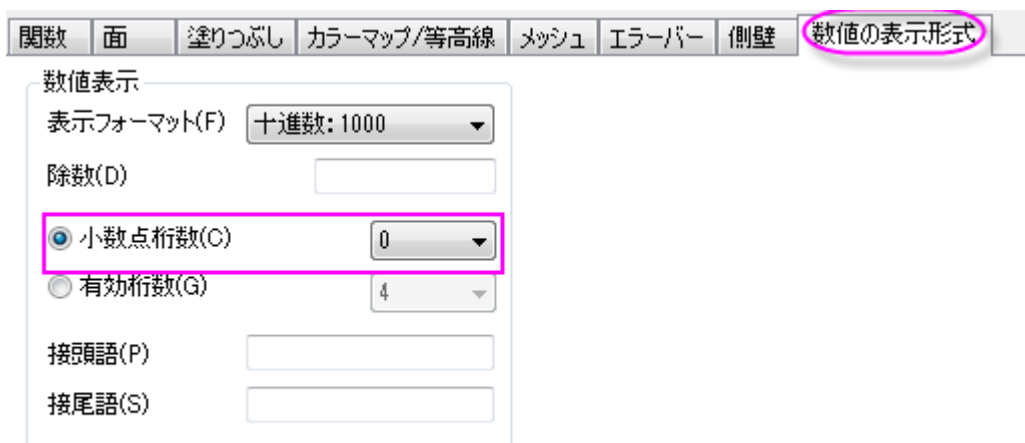 関数 面 塗りつぶし カラーマップ/等高線 メッシュ エラーバー 側壁 数値の表示形式
数値表示
表示フォーマット(F) 十進数: 1000
除数(D)
小数点桁数(C) 0
有効桁数(G) 4
接頭語(P)
接尾語(S)